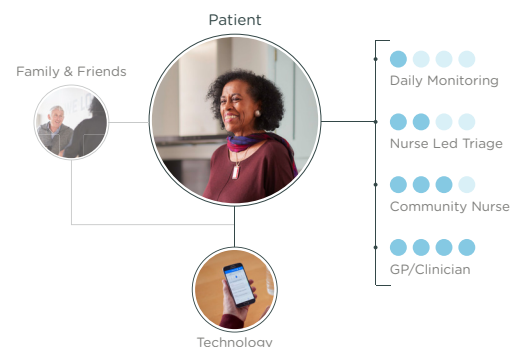 Patient
Family & Friends
Daily Monitoring
Nurse Led Triage
Community Nurse
GP/Clinician
Technology